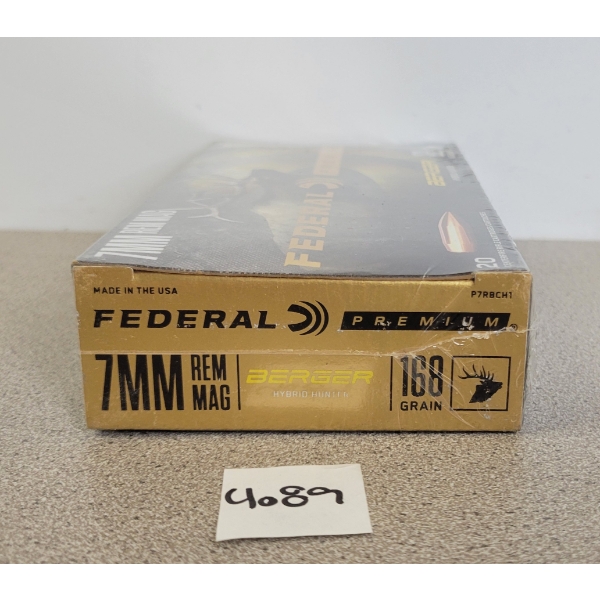 7MM REM MAG
FEDERAL
BERGER
20
MADE IN THE USA
P7RBCH1
FEDERAL PREMIUM®
7MM REM MAG
BERGER
HYBRID HUNTER
168 GRAIN
4089